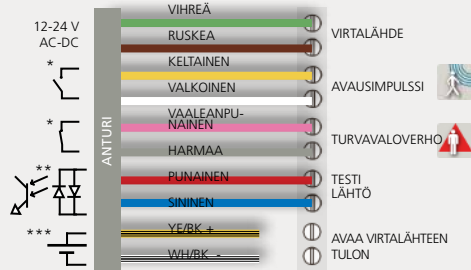 12-24 V
AC-DC
*
*
**
***
ANTURI
VIHREÄ
RUSKEA
KELTAINEN
VALKOINEN
VAALEANPU-
NAINEN
HARMAA
PUNAINEN
SININEN
YE/BK +
WH/BK -
VIRTALÄHDE
AVAUSIMPULSSI
TURVAVALOVERHO
TESTI
LÄHTÖ
AVAA VIRTALÄHTEEN
TULON